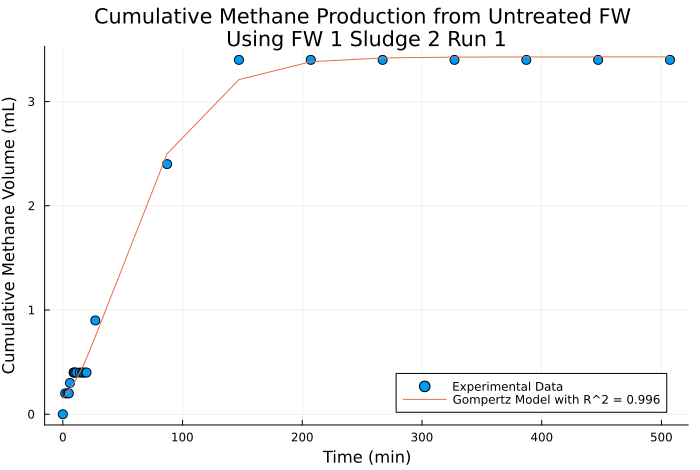 Cumulative Methane Production from Untreated FW
Using FW 1 Sludge 2 Run 1
Cumulative Methane Volume (mL)
3
2
1
0
Experimental Data
Gompertz Model with R^2 = 0.996
0 100 200 300 400 500
Time (min)